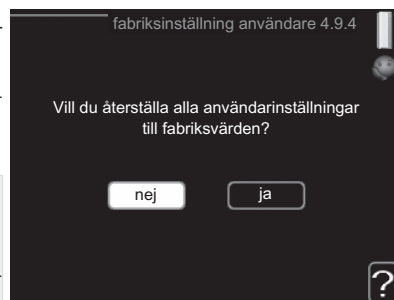 fabriksinställning användare 4.9.4
Vill du återställa alla användarinställningar
till fabriksvärden?
nej
ja
?